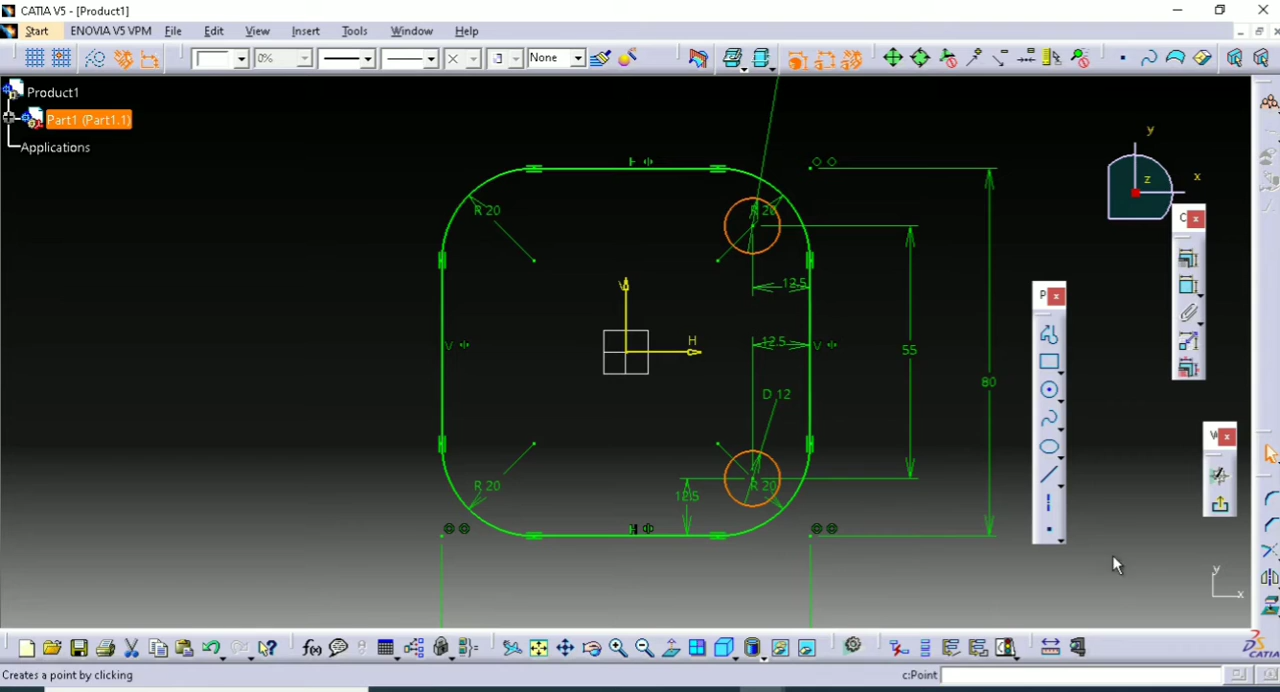 CATIA V5 - [Product1]
Start ENOVIA V5 VPM File Edit View Insert Tools Window Help
0% None
Product1
Part1 (Part1.1)
Applications
y
z x
C
R 20
R 20
12.5
P
V
H
V
12.5
V
55
80
D 12
R 20
12.5
R 20
y
x
f(x)
CATIA
Creates a point by clicking
c:Point